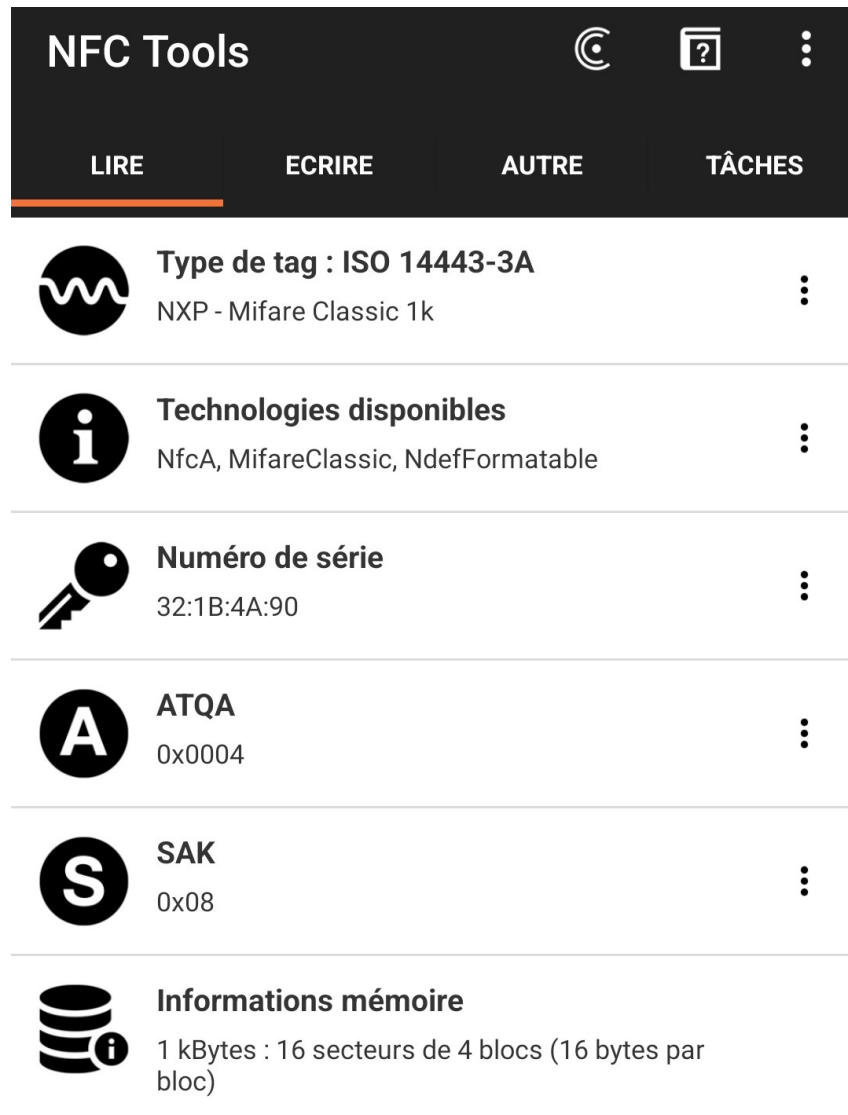 NFC Tools
LIRE
ECRIRE
AUTRE
TÂCHES
Type de tag : ISO 14443-3A
NXP - Mifare Classic 1k
Technologies disponibles
NfcA, MifareClassic, NdefFormatable
Numéro de série
32:1B:4A:90
A
ATQA
0x0004
S
SAK
0x08
Informations mémoire
1 kBytes : 16 secteurs de 4 blocs (16 bytes par
bloc)